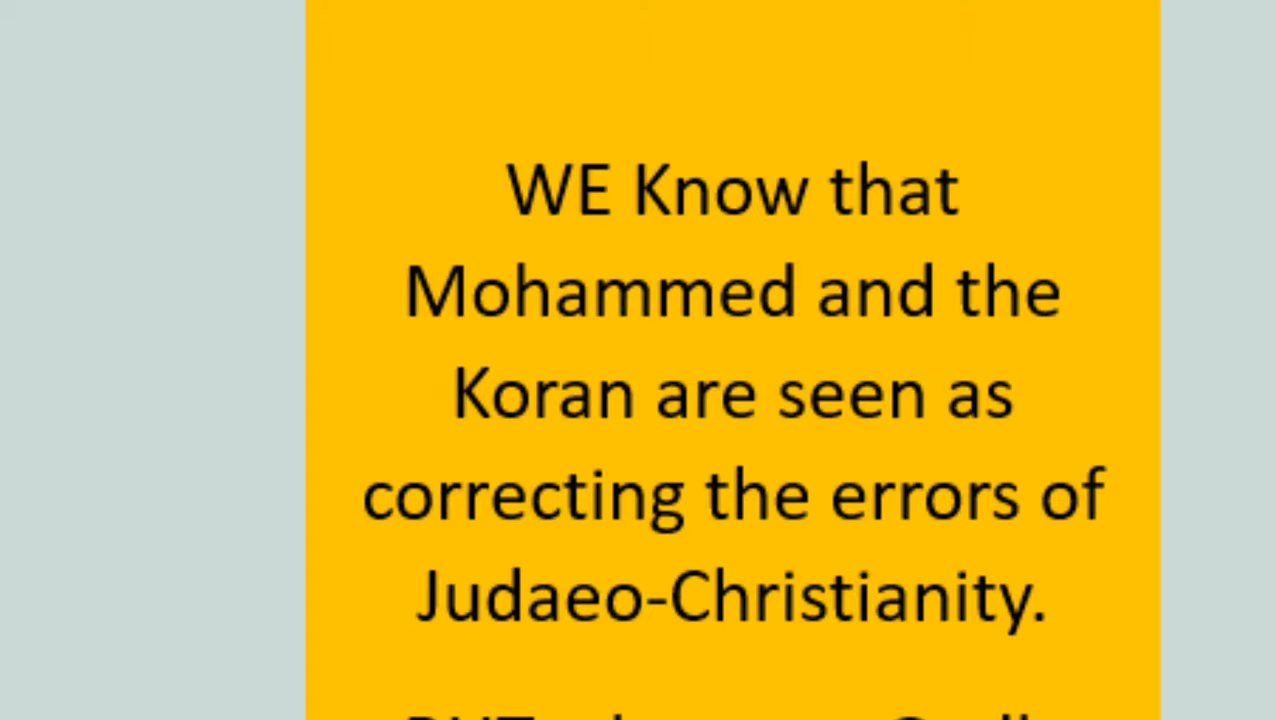 WE Know that
Mohammed and the
Koran are seen as
correcting the errors of
Judaeo-Christianity.